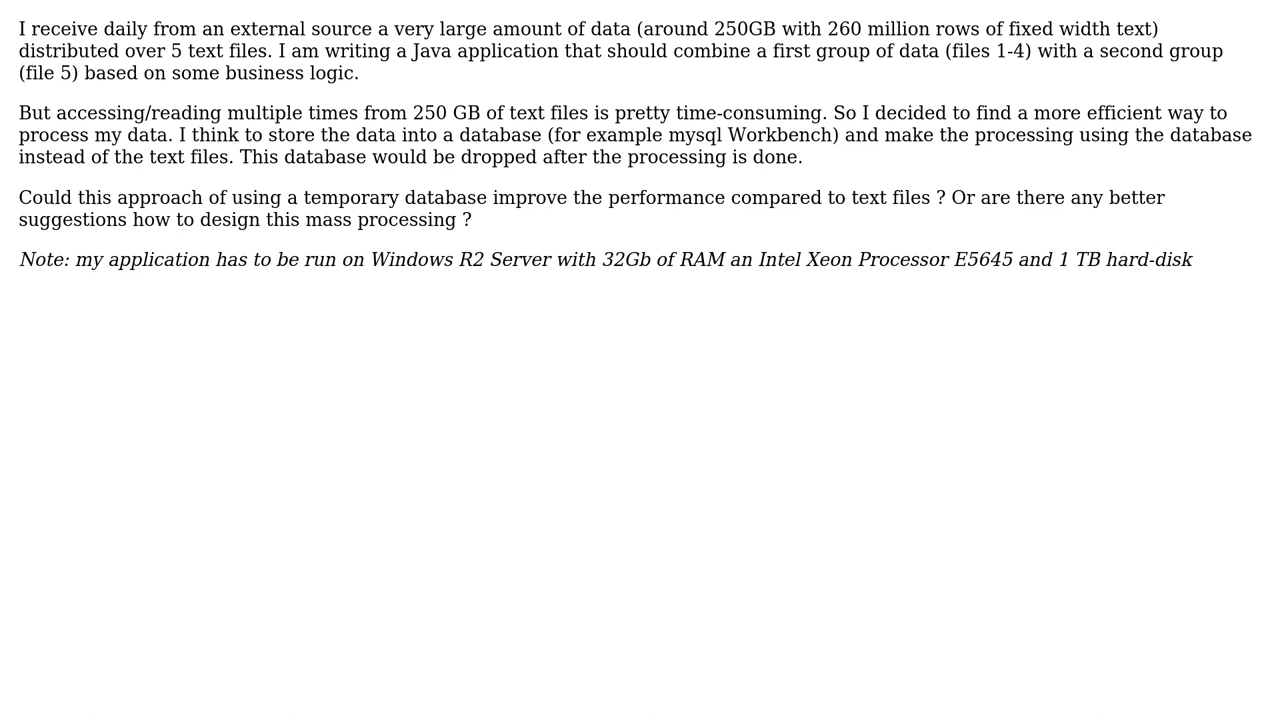 I receive daily from an external source a very large amount of data (around 250GB with 260 million rows of fixed width text)
distributed over 5 text files. I am writing a Java application that should combine a first group of data (files 1-4) with a second group
(file 5) based on some business logic.
But accessing/reading multiple times from 250 GB of text files is pretty time-consuming. So I decided to find a more efficient way to
process my data. I think to store the data into a database (for example mysql Workbench) and make the processing using the database
instead of the text files. This database would be dropped after the processing is done.
Could this approach of using a temporary database improve the performance compared to text files ? Or are there any better
suggestions how to design this mass processing ?
Note: my application has to be run on Windows R2 Server with 32Gb of RAM an Intel Xeon Processor E5645 and 1 TB hard-disk